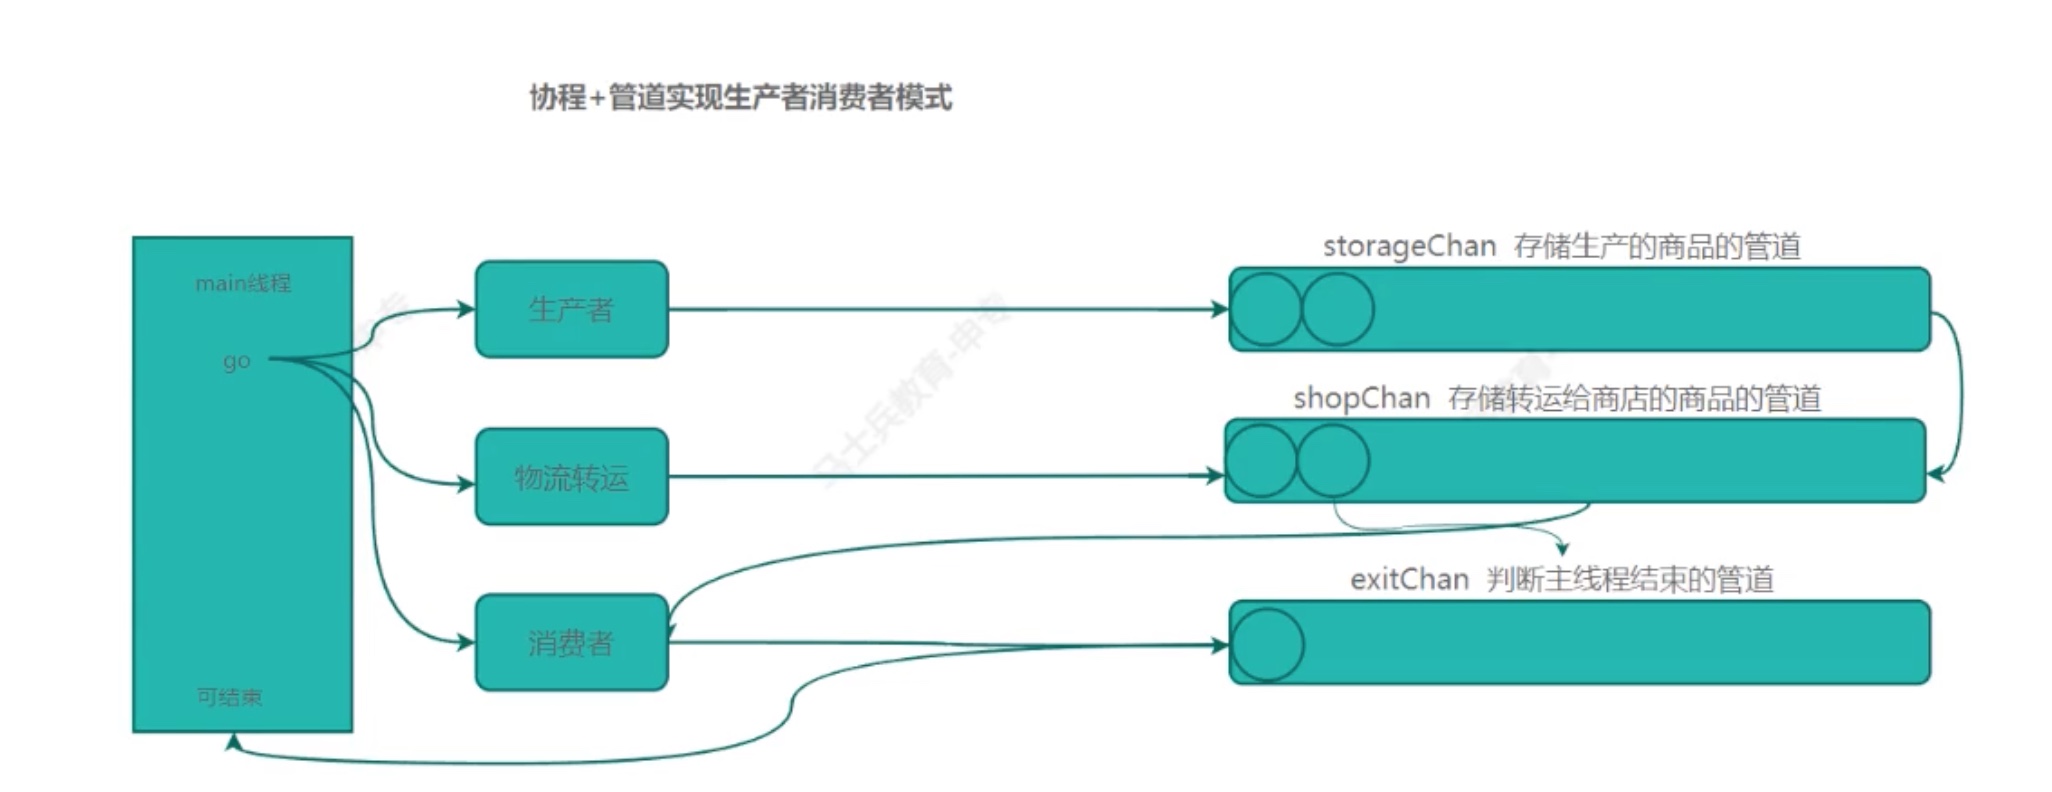 协程+管道实现生产者消费者模式
storageChan 存储生产的商品的管道
main线程
生产者
go
shopChan 存储转运给商店的商品的管道
马士兵教育-申专
物流转运
exitChan 判断主线程结束的管道
消费者
可结束